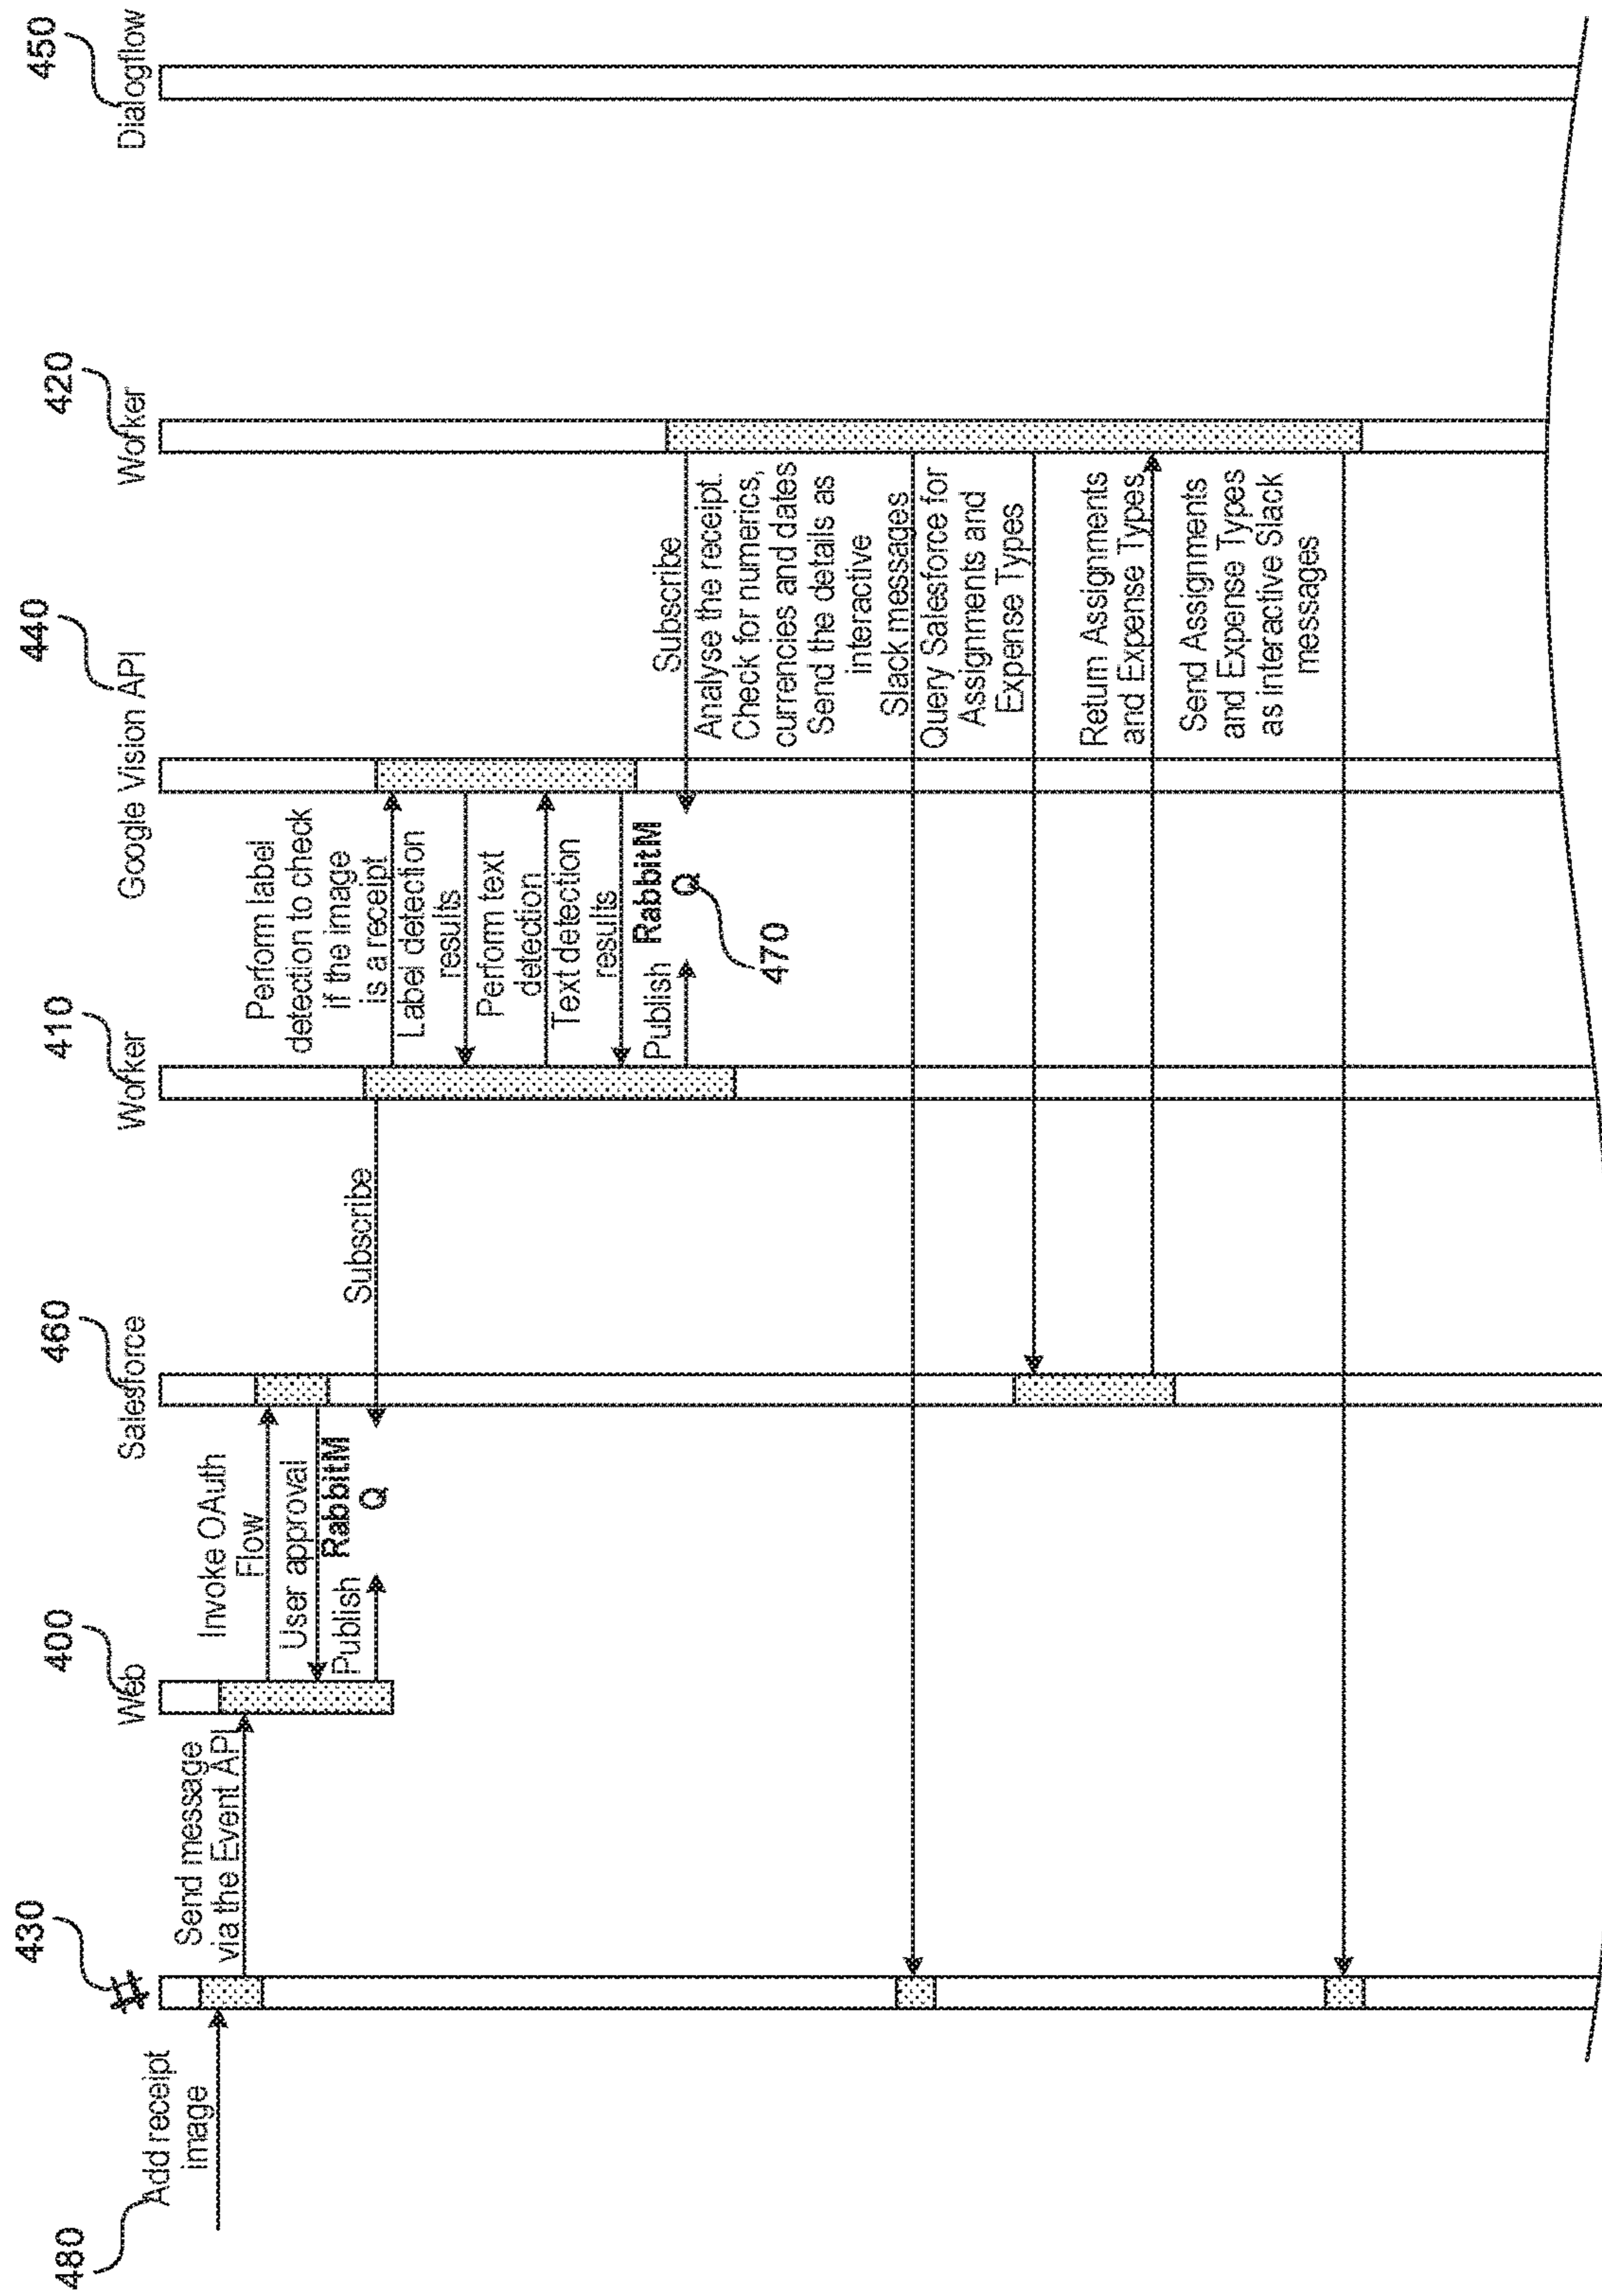 480
Add receipt
image
430
#
Send message
via the Event API
400
Web
Invoke OAuth
Flow
User approval
Publish
RabbitM
Q
460
Salesforce
Subscribe
410
Worker
Perform label
detection to check
if the image
is a receipt
Label detection
results
Perform text
detection
Text detection
results
Publish
RabbitM
Q
470
440
Google Vision API
Subscribe
Analyse the receipt.
Check for numerics,
currencies and dates
Send the details as
interactive
Slack messages
Query Salesforce for
Assignments and
Expense Types
Return Assignments
and Expense Types
Send Assignments
and Expense Types
as interactive Slack
messages
420
Worker
450
Dialogflow